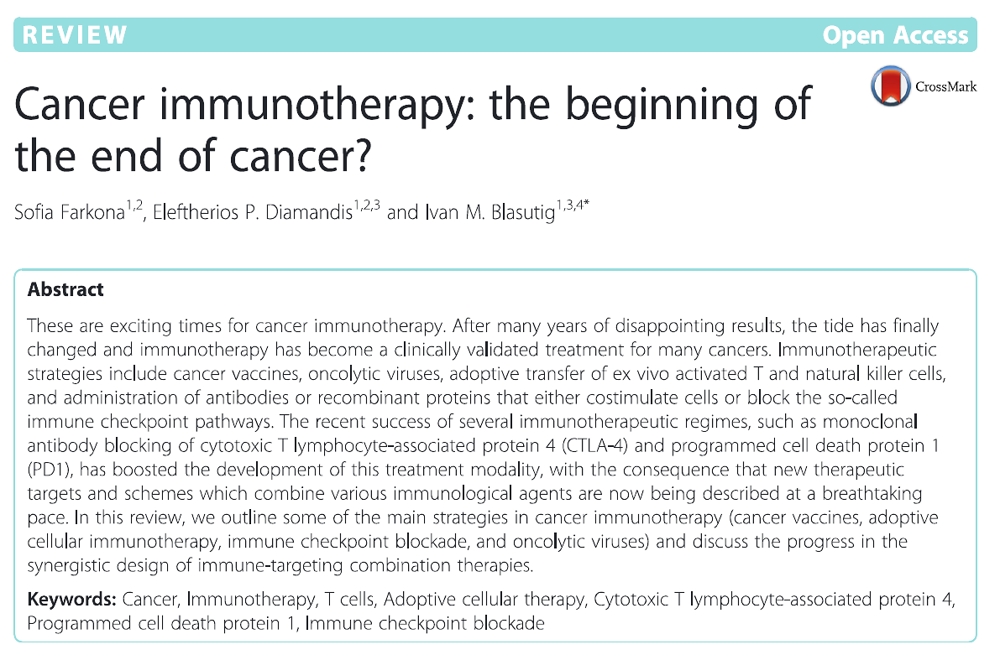 REVIEW
Open Access
CrossMark
Cancer immunotherapy: the beginning of
the end of cancer?
Sofia Farkona1,2, Eleftherios P. Diamandis1,2,3 and Ivan M. Blasutig1,3,4*
Abstract
These are exciting times for cancer immunotherapy. After many years of disappointing results, the tide has finally
changed and immunotherapy has become a clinically validated treatment for many cancers. Immunotherapeutic
strategies include cancer vaccines, oncolytic viruses, adoptive transfer of ex vivo activated T and natural killer cells,
and administration of antibodies or recombinant proteins that either costimulate cells or block the so-called
immune checkpoint pathways. The recent success of several immunotherapeutic regimes, such as monoclonal
antibody blocking of cytotoxic T lymphocyte-associated protein 4 (CTLA-4) and programmed cell death protein 1
(PD1), has boosted the development of this treatment modality, with the consequence that new therapeutic
targets and schemes which combine various immunological agents are now being described at a breathtaking
pace. In this review, we outline some of the main strategies in cancer immunotherapy (cancer vaccines, adoptive
cellular immunotherapy, immune checkpoint blockade, and oncolytic viruses) and discuss the progress in the
synergistic design of immune-targeting combination therapies.
Keywords: Cancer, Immunotherapy, T cells, Adoptive cellular therapy, Cytotoxic T lymphocyte-associated protein 4,
Programmed cell death protein 1, Immune checkpoint blockade